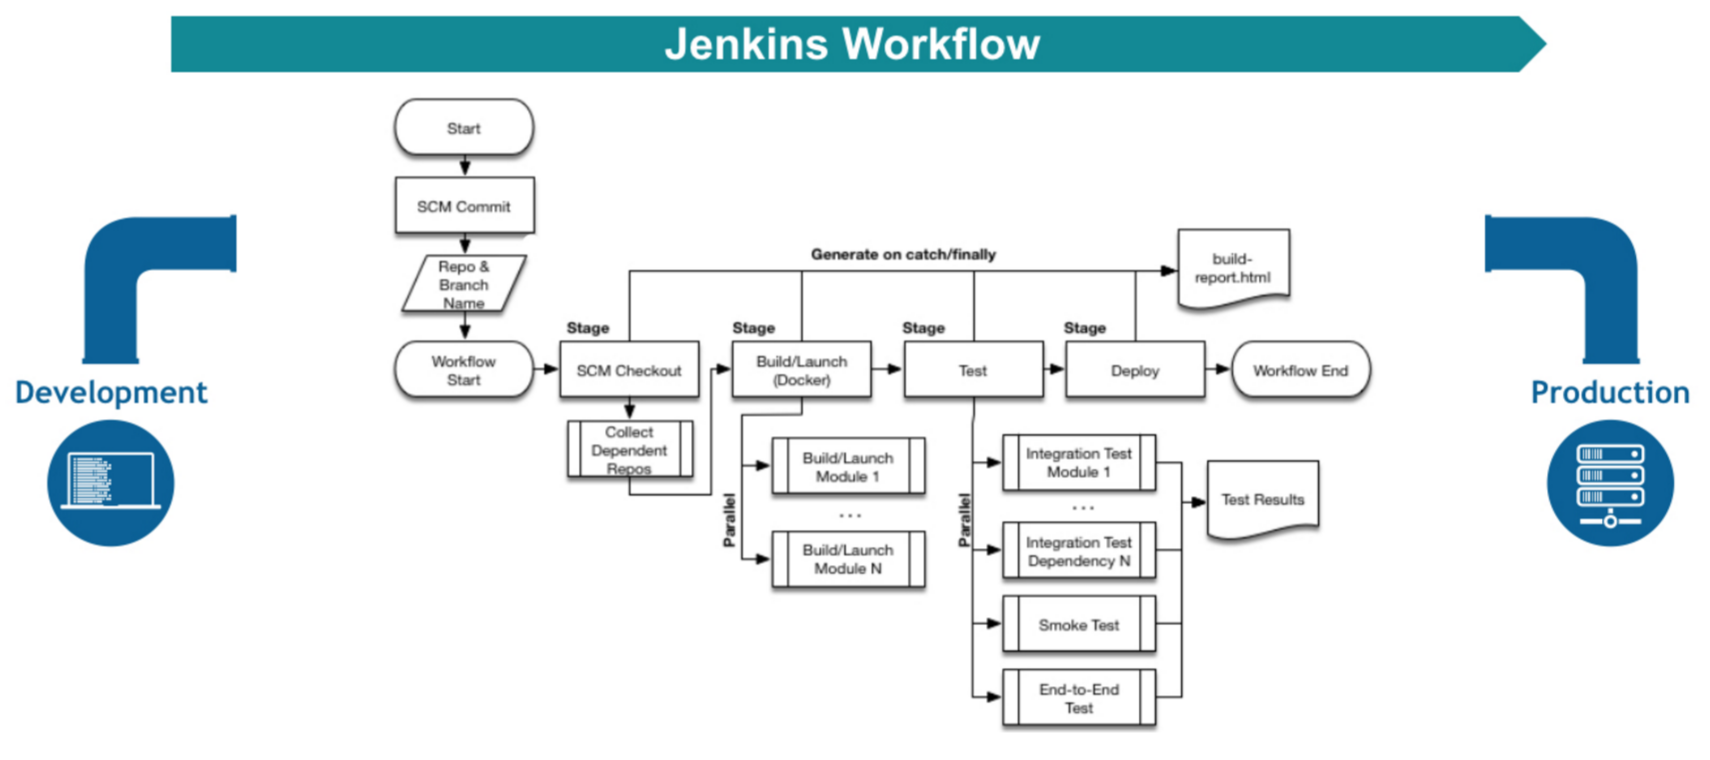 Jenkins Workflow
Start
SCM Commit
Repo &
Branch
Name
Workflow
Start
Development
Generate on catch/finally
build-
report.html
Stage
SCM Checkout
Collect
Dependent
Repos
Stage
Build/Launch
(Docker)
Parallel
Build/Launch
Module 1
...
Build/Launch
Module N
Stage
Test
Parallel
Integration Test
Module 1
...
Integration Test
Dependency N
Smoke Test
End-to-End
Test
Test Results
Stage
Deploy
Workflow End
Production